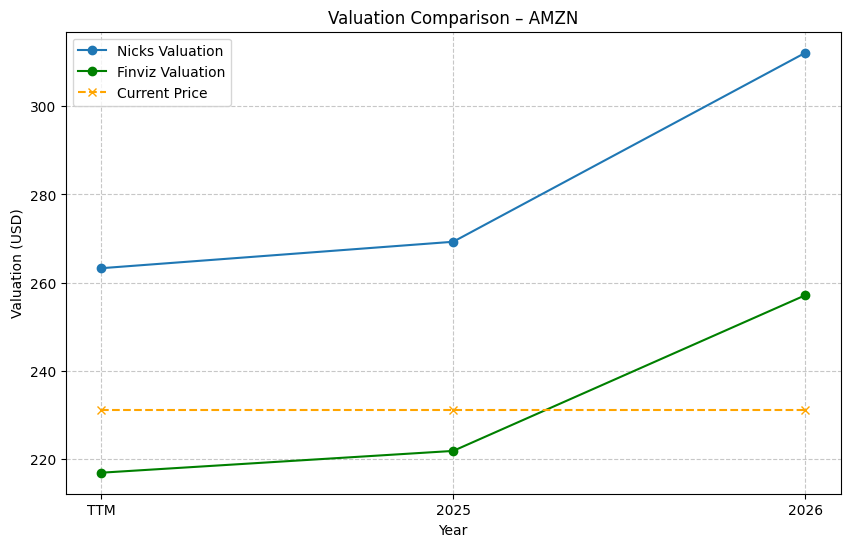 Valuation Comparison – AMZN
Nicks Valuation
Finviz Valuation
Current Price
Valuation (USD)
300
280
260
240
220
TTM
2025
2026
Year